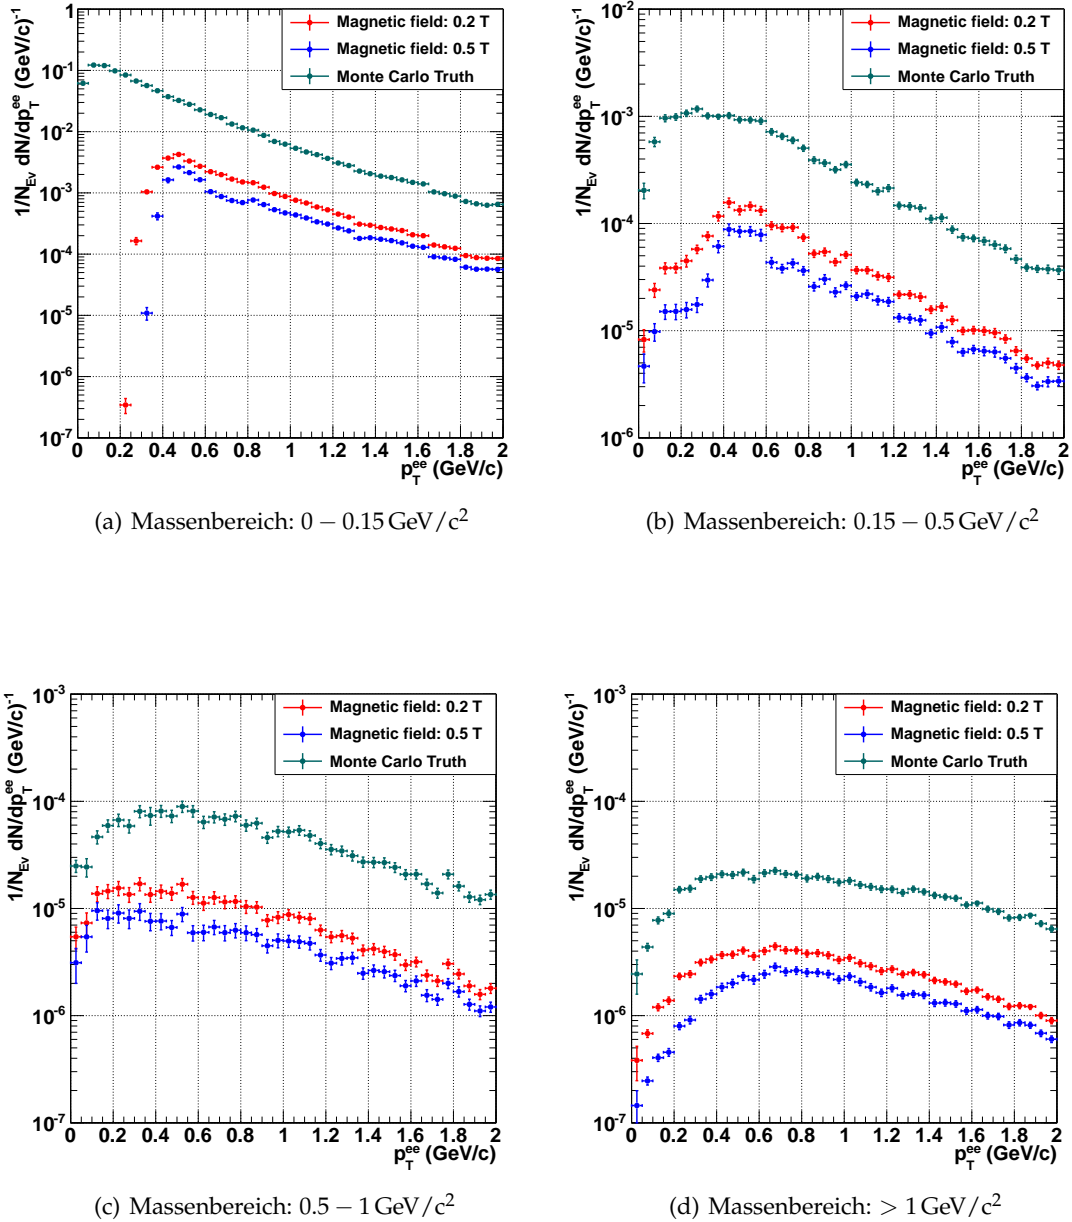 1/N_Ev dN/dp_T^ee (GeV/c)^-1
1
10^-1
10^-2
10^-3
10^-4
10^-5
10^-6
10^-7
Magnetic field: 0.2 T
Magnetic field: 0.5 T
Monte Carlo Truth
0 0.2 0.4 0.6 0.8 1 1.2 1.4 1.6 1.8 2
p_T^ee (GeV/c)
(a) Massenbereich: 0 − 0.15 GeV/c²
1/N_Ev dN/dp_T^ee (GeV/c)^-1
10^-2
10^-3
10^-4
10^-5
10^-6
Magnetic field: 0.2 T
Magnetic field: 0.5 T
Monte Carlo Truth
0 0.2 0.4 0.6 0.8 1 1.2 1.4 1.6 1.8 2
p_T^ee (GeV/c)
(b) Massenbereich: 0.15 − 0.5 GeV/c²
1/N_Ev dN/dp_T^ee (GeV/c)^-1
10^-3
10^-4
10^-5
10^-6
10^-7
Magnetic field: 0.2 T
Magnetic field: 0.5 T
Monte Carlo Truth
0 0.2 0.4 0.6 0.8 1 1.2 1.4 1.6 1.8 2
p_T^ee (GeV/c)
(c) Massenbereich: 0.5 − 1 GeV/c²
1/N_Ev dN/dp_T^ee (GeV/c)^-1
10^-3
10^-4
10^-5
10^-6
10^-7
Magnetic field: 0.2 T
Magnetic field: 0.5 T
Monte Carlo Truth
0 0.2 0.4 0.6 0.8 1 1.2 1.4 1.6 1.8 2
p_T^ee (GeV/c)
(d) Massenbereich: > 1 GeV/c²